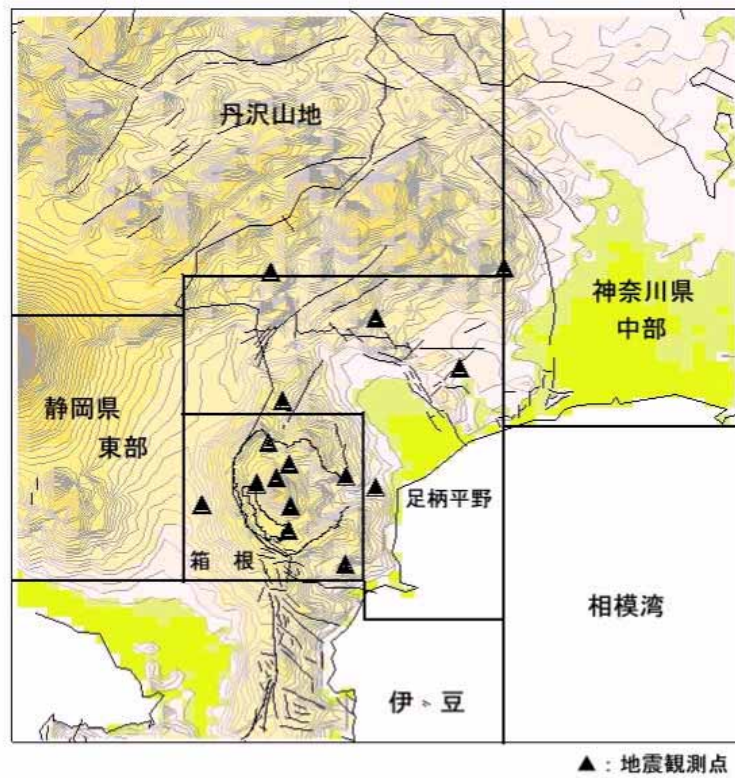 丹沢山地
神奈川県
中部
静岡県
東部
足柄平野
箱 根
相模湾
伊 豆
▲：地震観測点